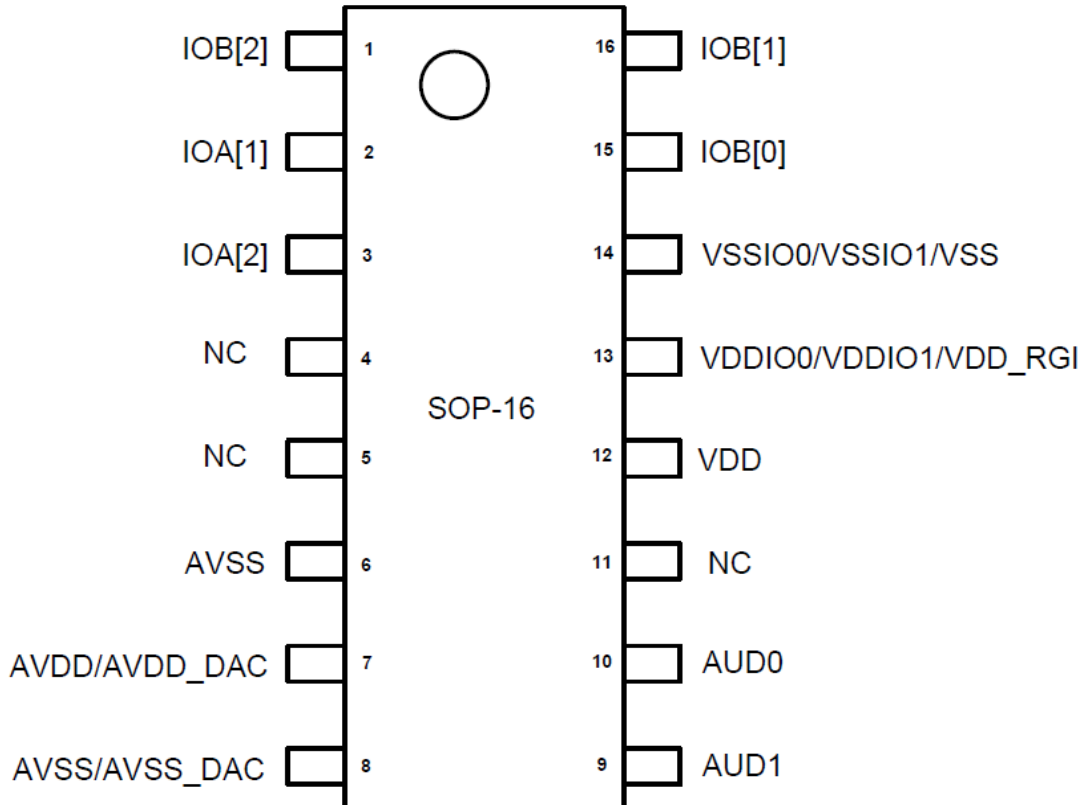 IOB[2] 1 16 IOB[1]
IOA[1] 2 15 IOB[0]
IOA[2] 3 14 VSSIO0/VSSIO1/VSS
NC 4 13 VDDIO0/VDDIO1/VDD_RGI
SOP-16
NC 5 12 VDD
AVSS 6 11 NC
AVDD/AVDD_DAC 7 10 AUD0
AVSS/AVSS_DAC 8 9 AUD1